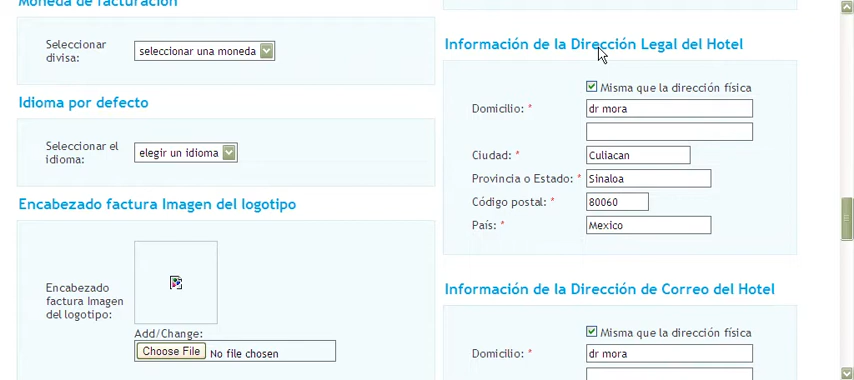 Moneda de facturación
Seleccionar
divisa:
seleccionar una moneda
Idioma por defecto
Seleccionar el
idioma:
elegir un idioma
Encabezado factura Imagen del logotipo
Encabezado
factura Imagen
del logotipo:
Add/Change:
Choose File No file chosen
Información de la Dirección Legal del Hotel
Misma que la dirección física
Domicilio: * dr mora
Ciudad: * Culiacan
Provincia o Estado: * Sinaloa
Código postal: * 80060
País: * Mexico
Información de la Dirección de Correo del Hotel
Misma que la dirección física
Domicilio: * dr mora